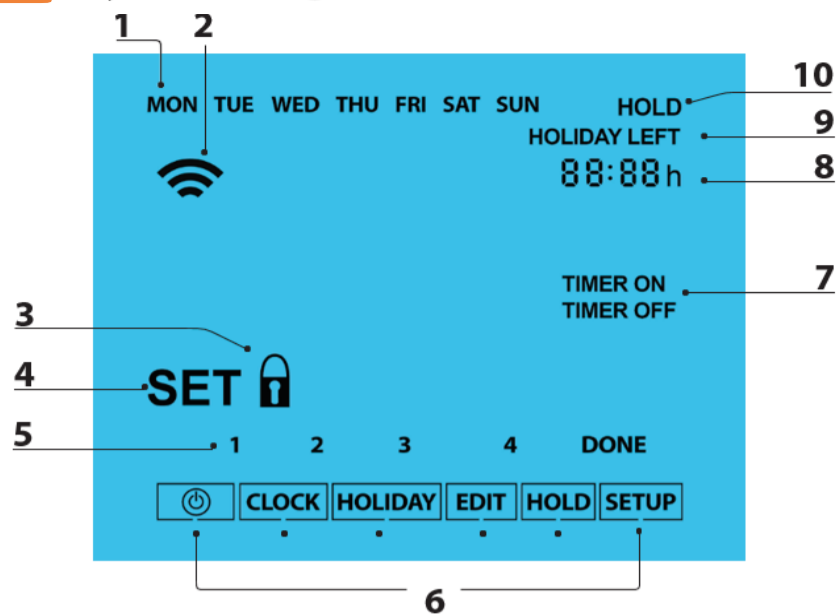 1 2
MON TUE WED THU FRI SAT SUN HOLD 10
HOLIDAY LEFT 9
88:88h 8
TIMER ON 7
TIMER OFF
3
4 SET
5 1 2 3 4 DONE
CLOCK HOLIDAY EDIT HOLD SETUP
6